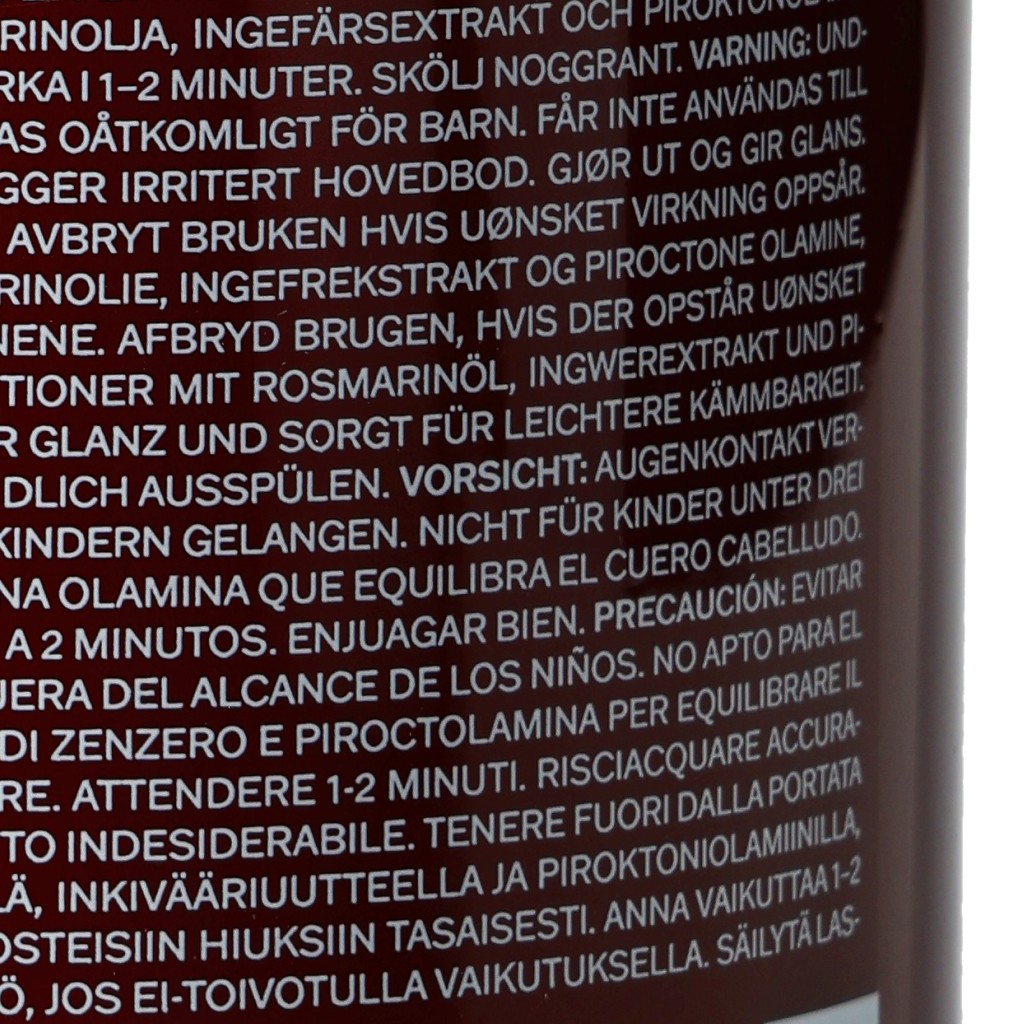 RINOLJA, INGEFÄRSEXTRAKT OCH
RKA I 1–2 MINUTER. SKÖLJ NOGGRANT. VARNING: UND-
AS OÅTKOMLIGT FÖR BARN. FÅR INTE ANVÄNDAS TILL
GGER IRRITERT HOVEDBOD. GJØR UT OG GIR GLANS.
AVBRYT BRUKEN HVIS UØNSKET VIRKNING OPPSÅR.
RINOLIE, INGEFREKSTRAKT OG PIROCTONE OLAMINE,
NENE. AFBRYD BRUGEN, HVIS DER OPSTÅR UØNSKET
TIONER MIT ROSMARINÖL, INGWEREXTRAKT UND PI-
R GLANZ UND SORGT FÜR LEICHTERE KÄMMBARKEIT.
DLICH AUSSPÜLEN. VORSICHT: AUGENKONTAKT VER-
KINDERN GELANGEN. NICHT FÜR KINDER UNTER DREI
NA OLAMINA QUE EQUILIBRA EL CUERO CABELLUDO.
A 2 MINUTOS. ENJUAGAR BIEN. PRECAUCIÓN: EVITAR
UERA DEL ALCANCE DE LOS NIÑOS. NO APTO PARA EL
DI ZENZERO E PIROCTOLAMINA PER EQUILIBRARE IL
RE. ATTENDERE 1-2 MINUTI. RISCIACQUARE ACCURA-
TO INDESIDERABILE. TENERE FUORI DALLA PORTATA
LÄ, INKIVÄÄRIUUTTEELLA JA PIROKTONIOLAMIINILLA,
OSTEISIIN HIUKSIIN TASAISESTI. ANNA VAIKUTTAA 1–2
Ö, JOS EI-TOIVOTULLA VAIKUTUKSELLA. SÄILYTÄ LAS-